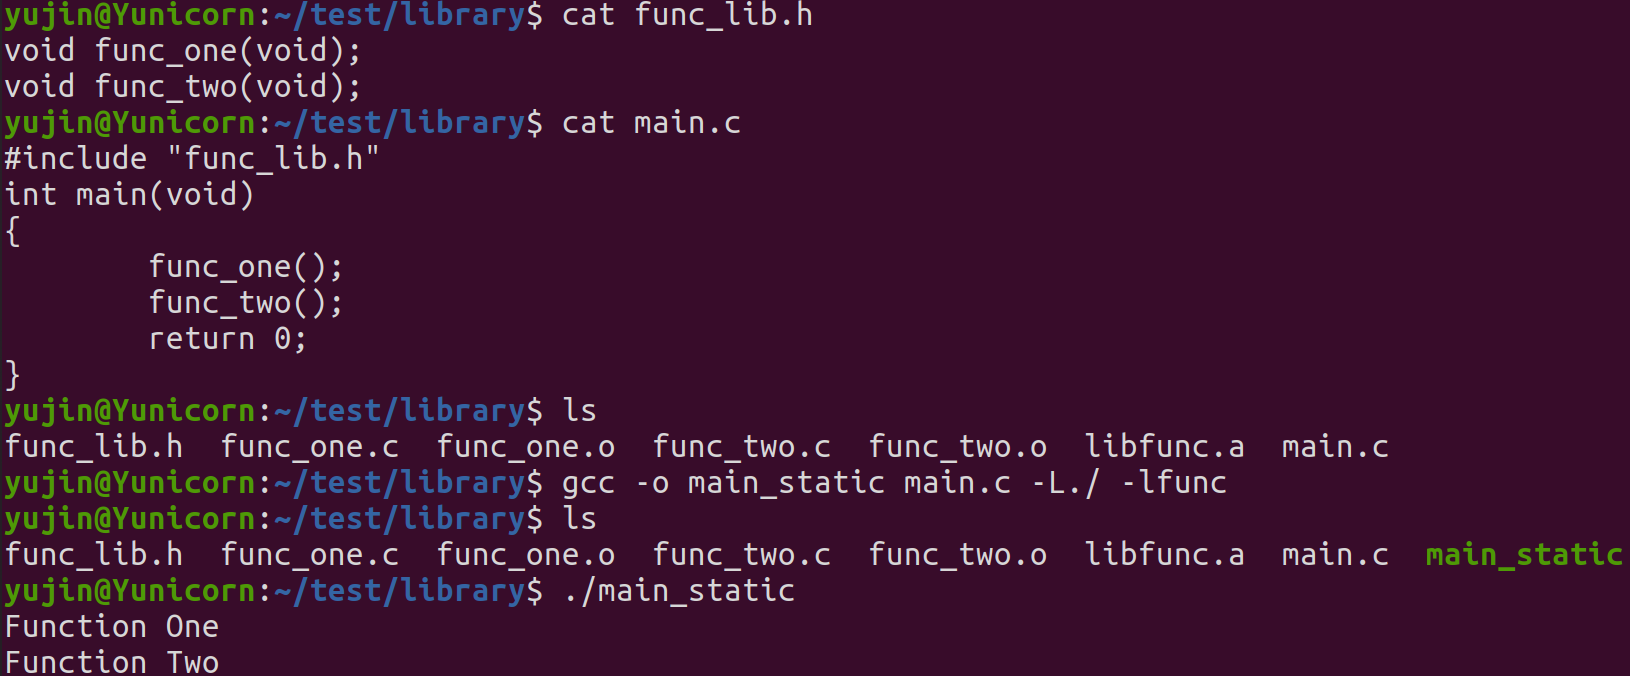 yujin@Yunicorn:~/test/library$ cat func_lib.h
void func_one(void);
void func_two(void);
yujin@Yunicorn:~/test/library$ cat main.c
#include "func_lib.h"
int main(void)
{
        func_one();
        func_two();
        return 0;
}
yujin@Yunicorn:~/test/library$ ls
func_lib.h  func_one.c  func_one.o  func_two.c  func_two.o  libfunc.a  main.c
yujin@Yunicorn:~/test/library$ gcc -o main_static main.c -L./ -lfunc
yujin@Yunicorn:~/test/library$ ls
func_lib.h  func_one.c  func_one.o  func_two.c  func_two.o  libfunc.a  main.c  main_static
yujin@Yunicorn:~/test/library$ ./main_static
Function One
Function Two